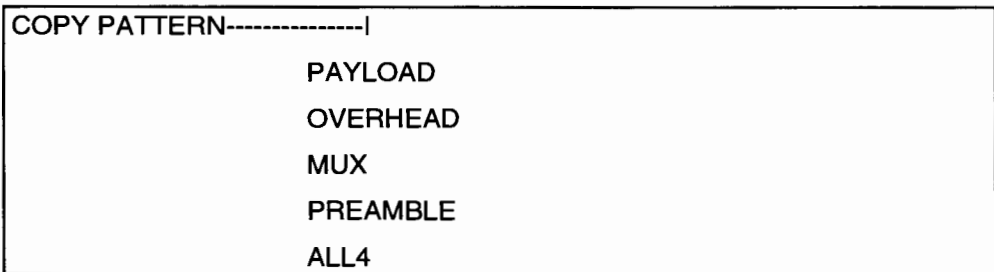 COPY PATTERN---------------|
PAYLOAD
OVERHEAD
MUX
PREAMBLE
ALL4